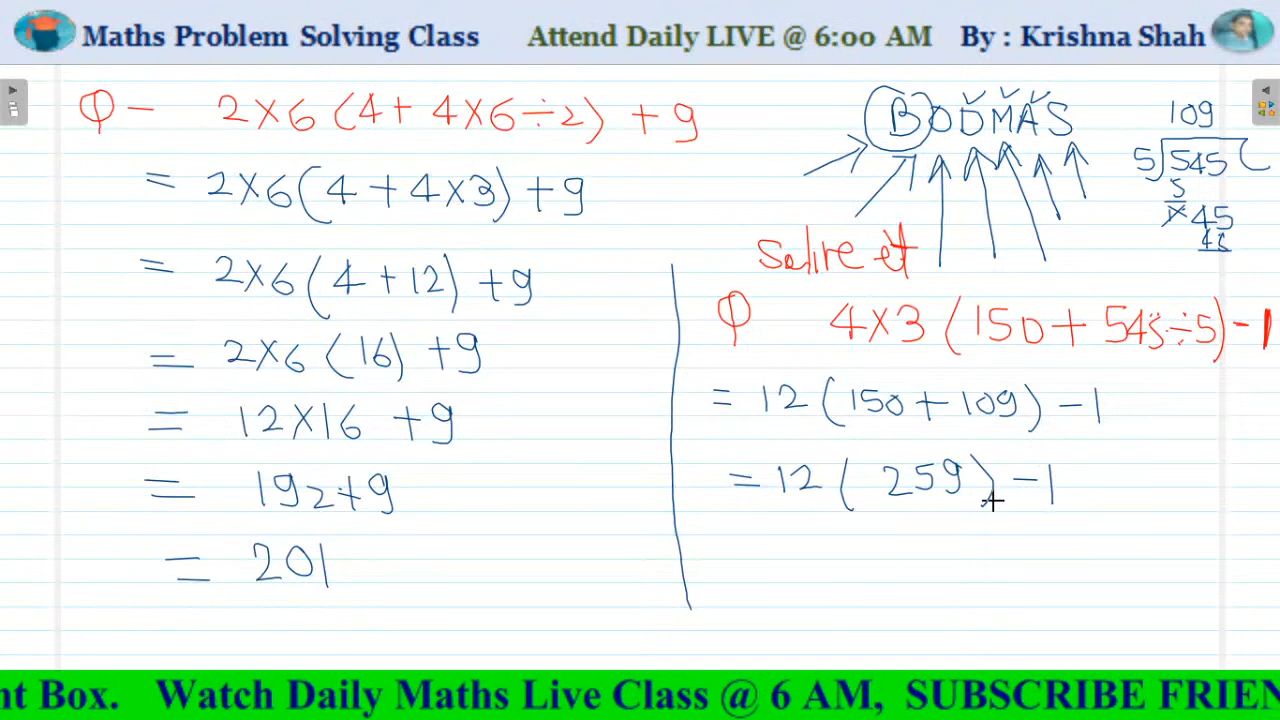 Maths Problem Solving Class Attend Daily LIVE @ 6:00 AM By : Krishna Shah
Q - 2×6(4+4×6÷2)+9
= 2×6(4+4×3)+9
= 2×6(4+12)+9
= 2×6(16)+9
= 12×16+9
= 192+9
= 201
BODMAS
109
5)545(
5
×45
45
Solve it
Q 4×3(150+545÷5)-1
= 12(150+109)-1
= 12(259)-1
nt Box. Watch Daily Maths Live Class @ 6 AM, SUBSCRIBE FRIEN